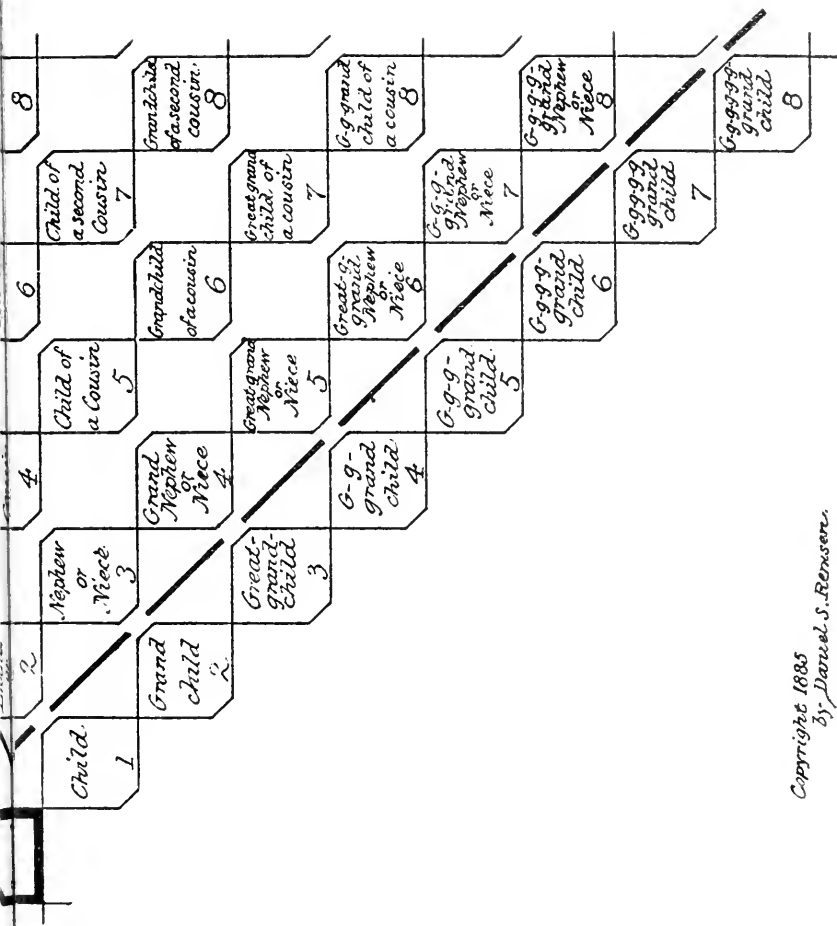 8
Grandchild
of a second
cousin.
8
G-g-grand
child of
a cousin
8
G-g-g-g-
grand
Nephew
or
Niece
8
G-g-g-g-g-
grand
child
8
Child of
a second
Cousin
7
Great grand
child. of
a cousin
7
G-g-g-
grand
Nephew
or
Niece
7
G-g-g-g-g
grand
child
7
6
Grandchild
of a cousin
6
Great-g-
grand.
Nephew
or
Niece
6
G-g-g-g-
grand
child
6
Child of
a Cousin
5
Great grand
Nephew
or
Niece
5
G-g-g-
grand
child.
5
4
Grand
Nephew
or
Niece
4
G-g-
grand
child
4
Nephew
or
Niece
3
Great-
grand-
child
3
2
Grand
child
2
Child.
1
Copyright 1885
by Daniel S. Remsen.